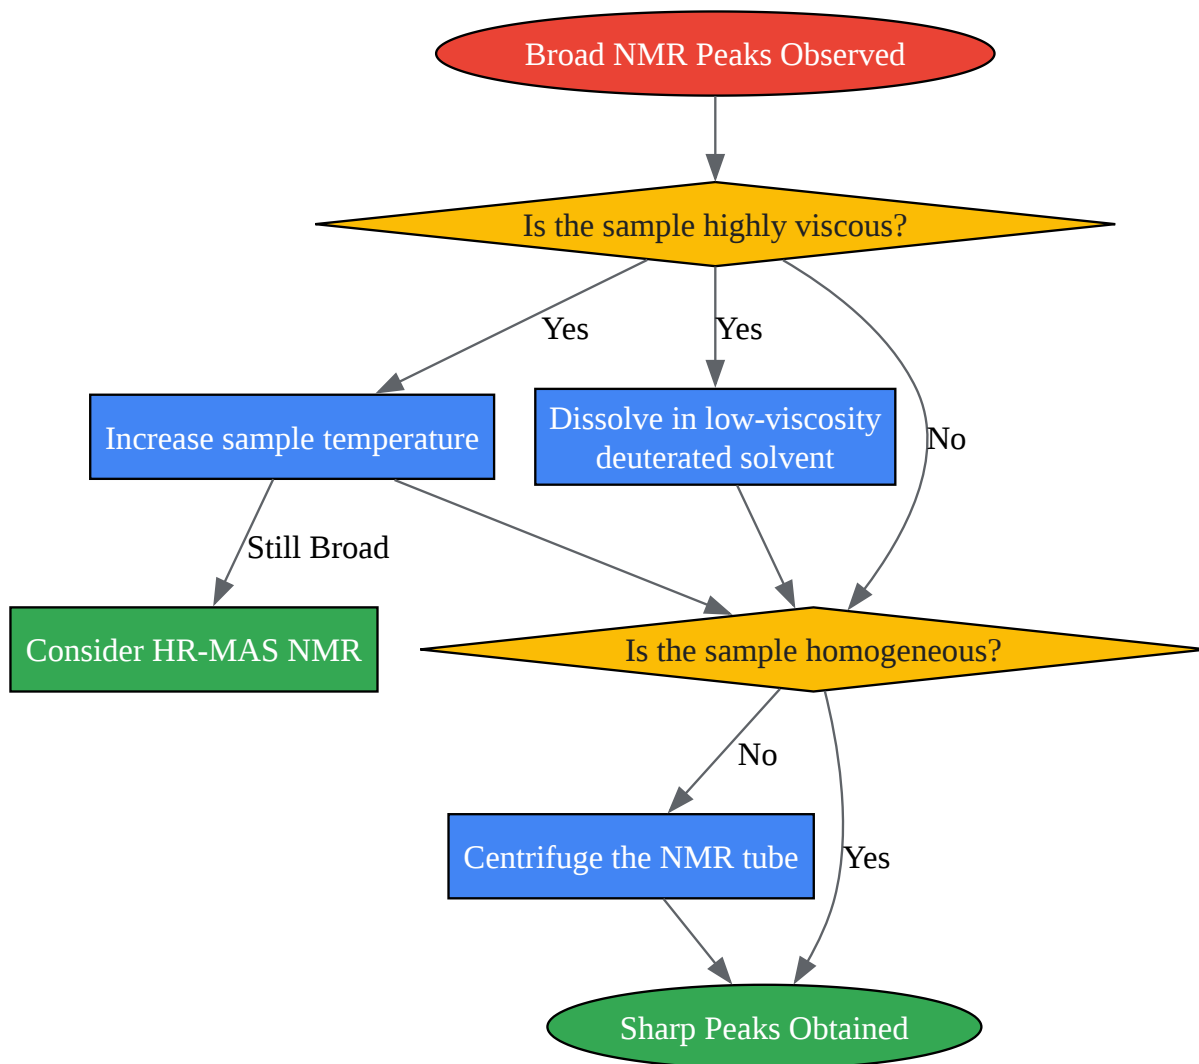 Broad NMR Peaks Observed
Is the sample highly viscous?
Yes
Yes
No
Increase sample temperature
Dissolve in low-viscosity
deuterated solvent
Still Broad
Consider HR-MAS NMR
Is the sample homogeneous?
No
Centrifuge the NMR tube
Yes
Sharp Peaks Obtained